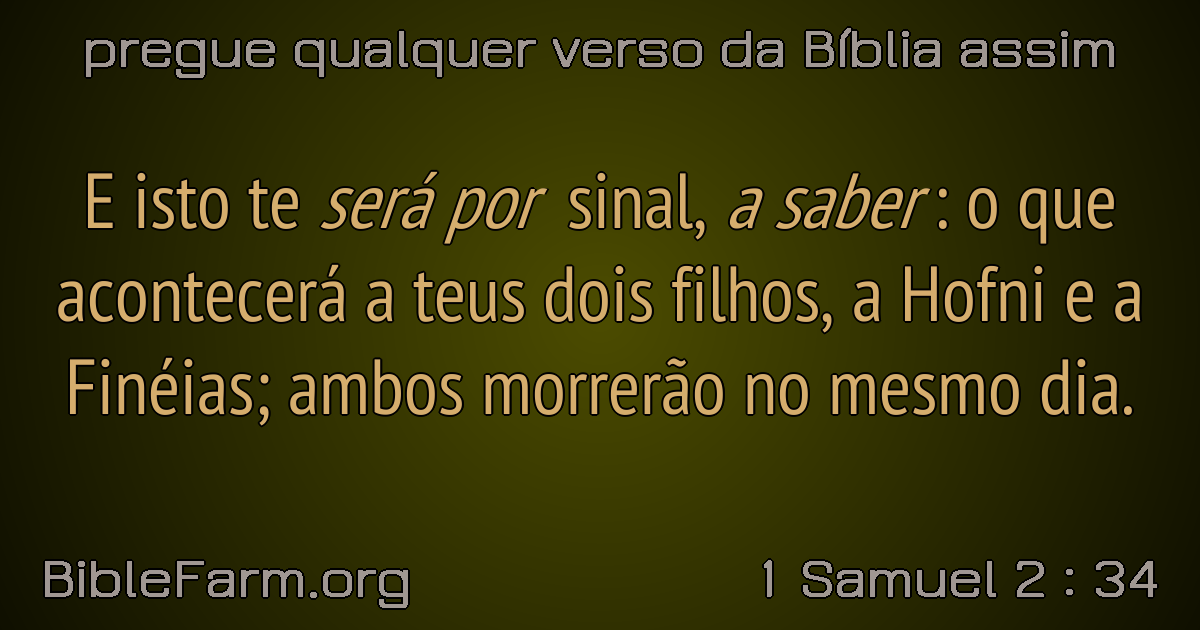 pregue qualquer verso da Bíblia assim
E isto te será por sinal, a saber: o que
acontecerá a teus dois filhos, a Hofni e a
Finéias; ambos morrerão no mesmo dia.
BibleFarm.org
1 Samuel 2 : 34